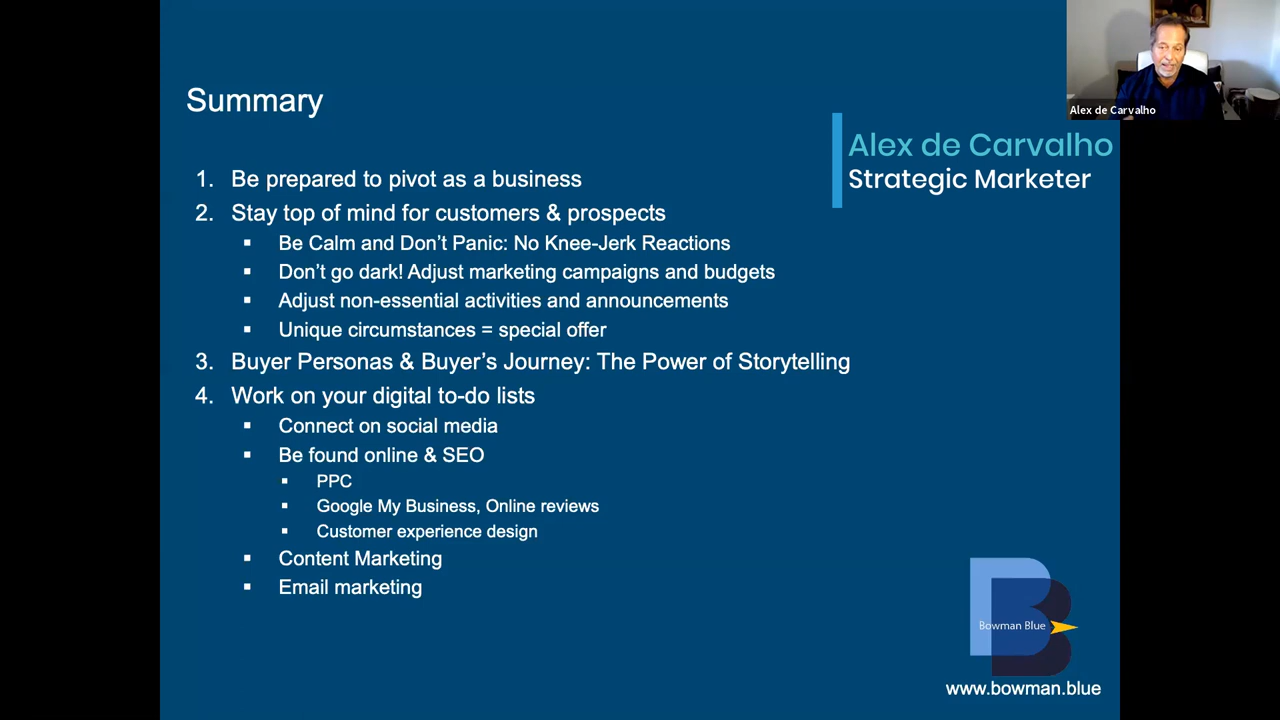 Summary
Alex de Carvalho
Alex de Carvalho
Strategic Marketer
1. Be prepared to pivot as a business
2. Stay top of mind for customers & prospects
▪ Be Calm and Don’t Panic: No Knee-Jerk Reactions
▪ Don’t go dark! Adjust marketing campaigns and budgets
▪ Adjust non-essential activities and announcements
▪ Unique circumstances = special offer
3. Buyer Personas & Buyer’s Journey: The Power of Storytelling
4. Work on your digital to-do lists
▪ Connect on social media
▪ Be found online & SEO
▪ PPC
▪ Google My Business, Online reviews
▪ Customer experience design
▪ Content Marketing
▪ Email marketing
Bowman Blue
www.bowman.blue